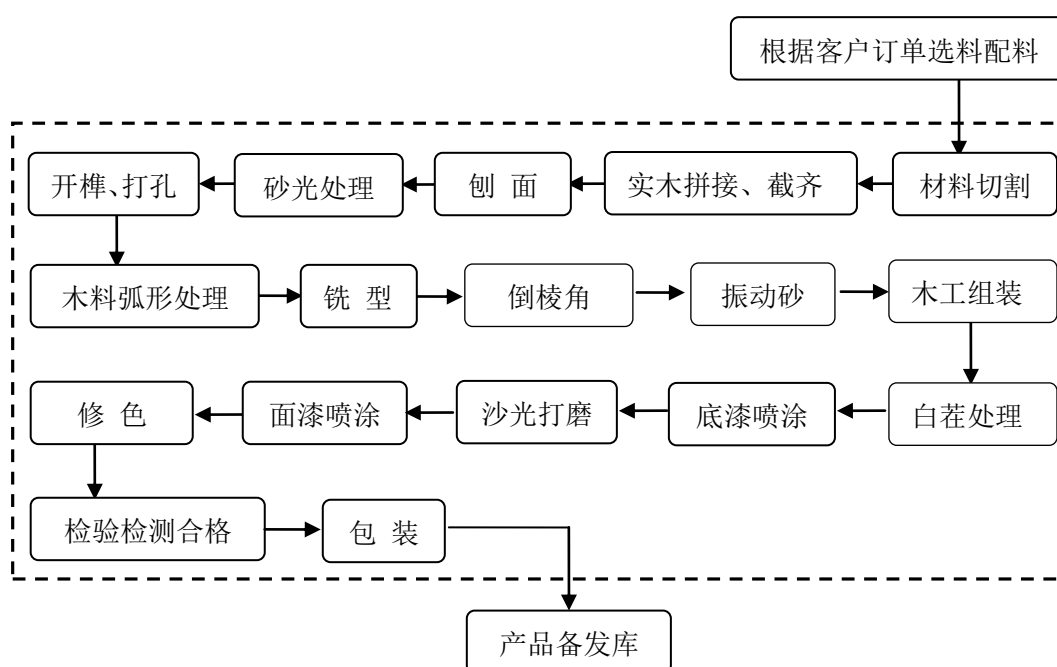 根据客户订单选料配料
开榫、打孔
砂光处理
刨 面
实木拼接、截齐
材料切割
木料弧形处理
铣 型
倒棱角
振动砂
木工组装
修 色
面漆喷涂
沙光打磨
底漆喷涂
白茬处理
检验检测合格
包 装
产品备发库